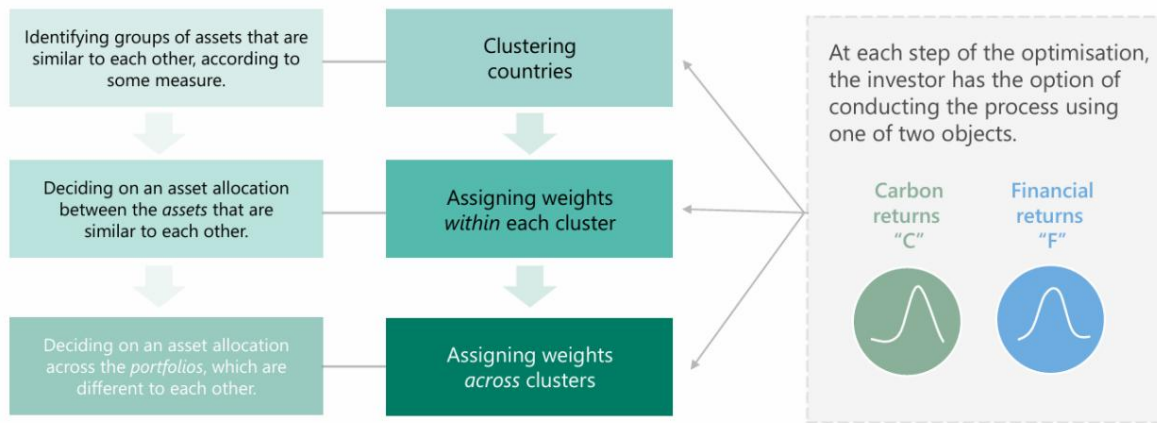 Identifying groups of assets that are
similar to each other, according to
some measure.
Clustering
countries
Deciding on an asset allocation
between the assets that are
similar to each other.
Assigning weights
within each cluster
Deciding on an asset allocation
across the portfolios, which are
different to each other.
Assigning weights
across clusters
At each step of the optimisation,
the investor has the option of
conducting the process using
one of two objects.
Carbon
returns
“C”
Financial
returns
“F”